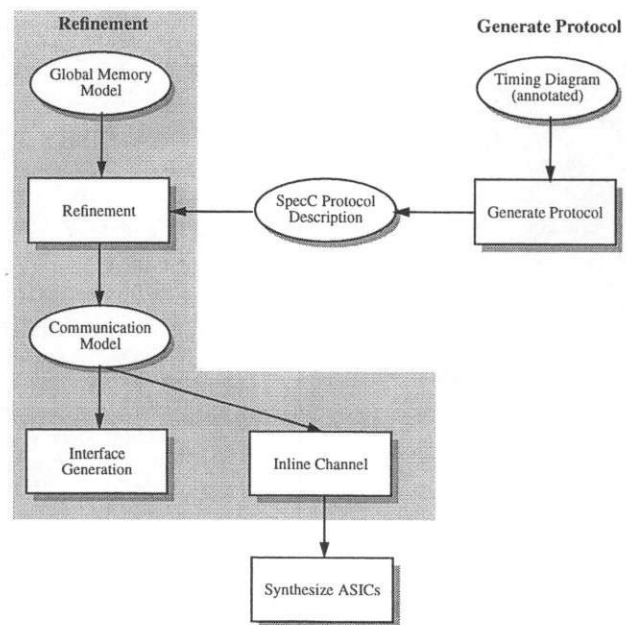 Refinement
Generate Protocol
Global Memory
Model
Timing Diagram
(annotated)
Refinement
SpecC Protocol
Description
Generate Protocol
Communication
Model
Interface
Generation
Inline Channel
Synthesize ASICs